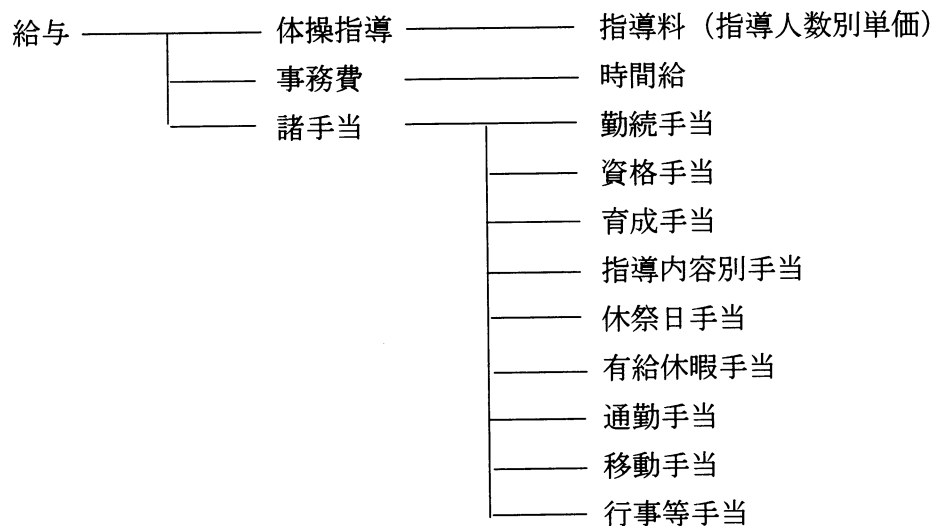 給与 体操指導 指導料（指導人数別単価）
事務費 時間給
諸手当 勤続手当
資格手当
育成手当
指導内容別手当
休祭日手当
有給休暇手当
通勤手当
移動手当
行事等手当